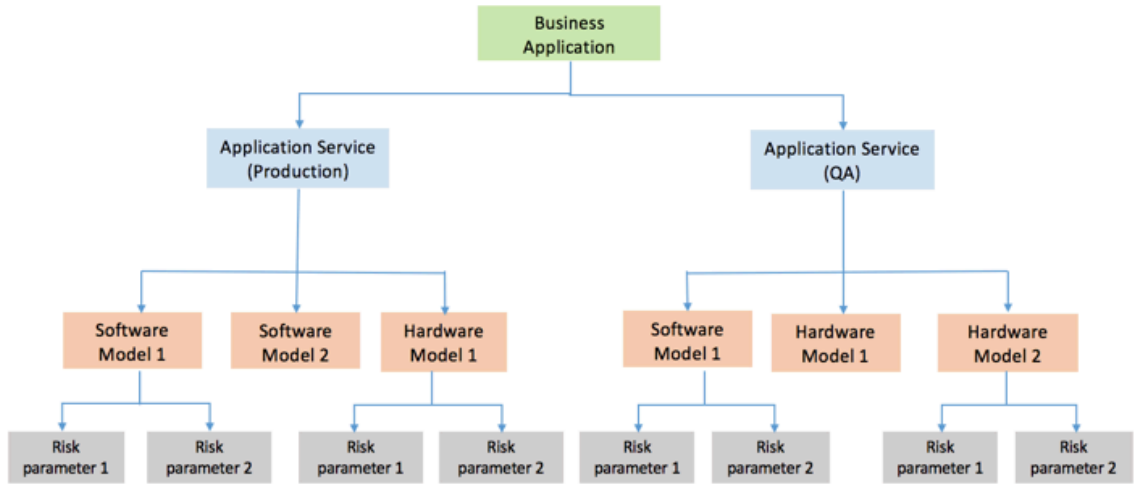 Business
Application
Application Service
(Production)
Application Service
(QA)
Software
Model 1
Software
Model 2
Hardware
Model 1
Software
Model 1
Hardware
Model 1
Hardware
Model 2
Risk
parameter 1
Risk
parameter 2
Risk
parameter 1
Risk
parameter 2
Risk
parameter 1
Risk
parameter 2
Risk
parameter 1
Risk
parameter 2